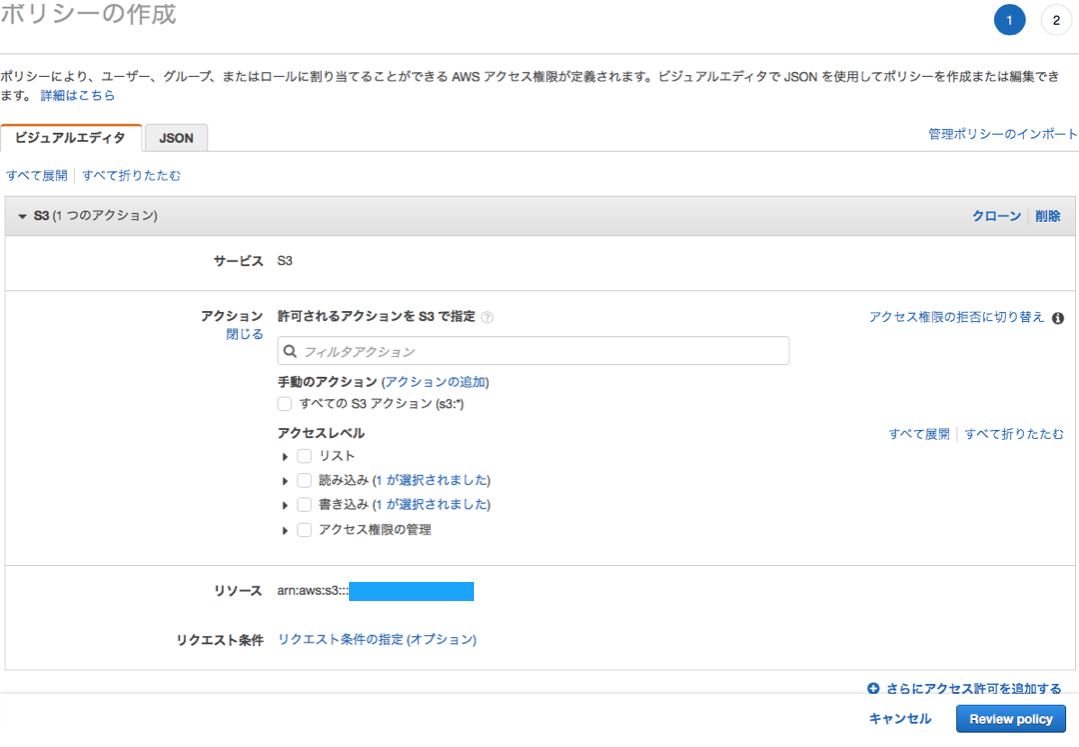 ポリシーの作成
1
2
ポリシーにより、ユーザー、グループ、またはロールに割り当てることができる AWS アクセス権限が定義されます。ビジュアルエディタで JSON を使用してポリシーを作成または編集でき
ます。 詳細はこちら
ビジュアルエディタ
JSON
管理ポリシーのインポート
すべて展開 | すべて折りたたむ
S3 (1 つのアクション)
クローン | 削除
サービス S3
アクション 許可されるアクションを S3 で指定
アクセス権限の拒否に切り替え
閉じる
フィルタアクション
手動のアクション (アクションの追加)
すべての S3 アクション (s3:*)
アクセスレベル
すべて展開 | すべて折りたたむ
リスト
読み込み (1 が選択されました)
書き込み (1 が選択されました)
アクセス権限の管理
リソース arn:aws:s3:::
リクエスト条件 リクエスト条件の指定 (オプション)
さらにアクセス許可を追加する
キャンセル
Review policy